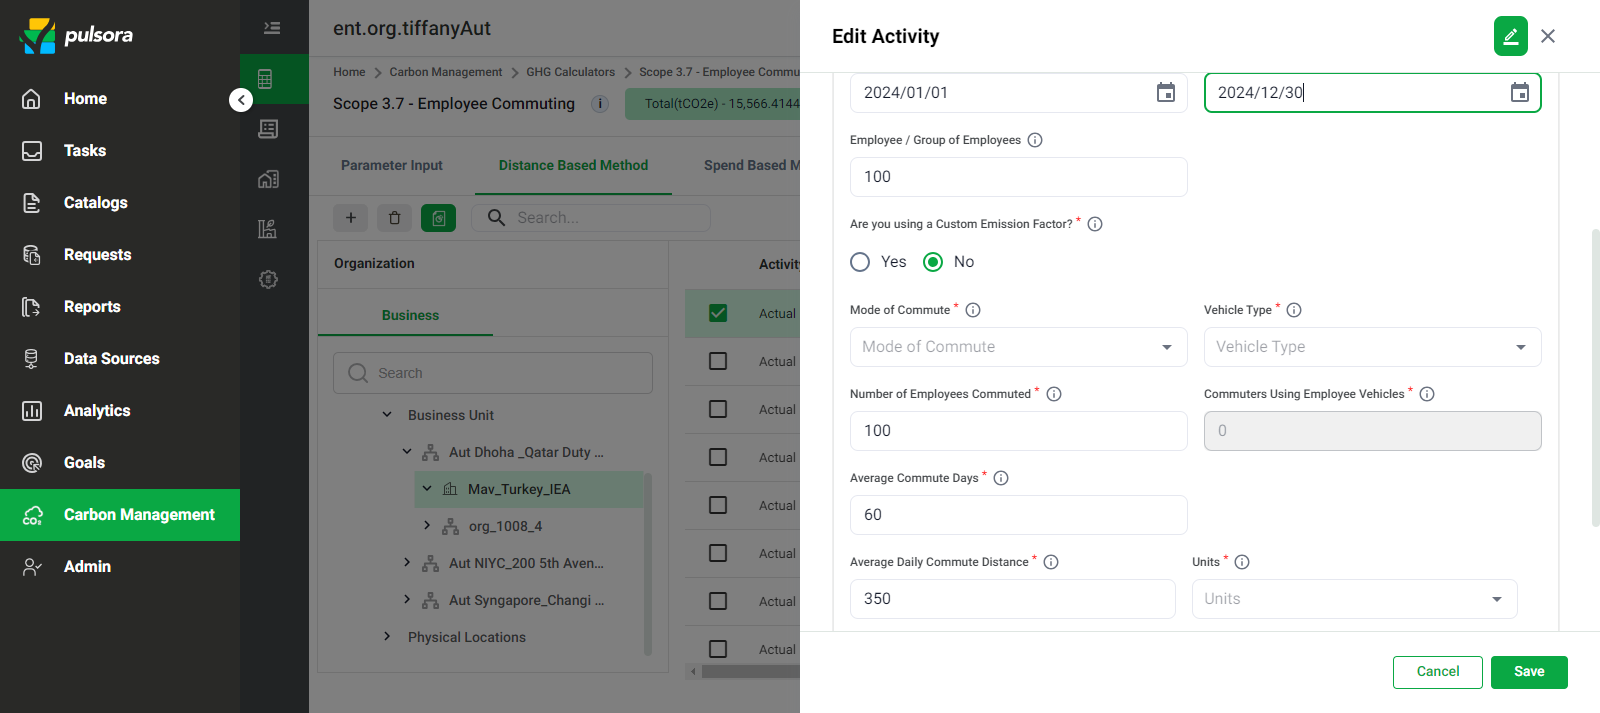 pulsora
Home
Tasks
Catalogs
Requests
Reports
Data Sources
Analytics
Goals
Carbon Management
Admin
ent.org.tiffanyAut
Home > Carbon Management > GHG Calculators > Scope 3.7 - Employee Commu
Scope 3.7 - Employee Commuting
Total(tCO2e) - 15,566.4144
Parameter Input
Distance Based Method
Spend Based M
Search...
Organization
Business
Search
Business Unit
Aut Dhoha _Qatar Duty ...
Mav_Turkey_IEA
org_1008_4
Aut NIYC_200 5th Aven...
Aut Syngapore_Changi ...
Physical Locations
Activity
Actual
Actual
Actual
Actual
Actual
Actual
Actual
Actual
Edit Activity
2024/01/01
2024/12/30
Employee / Group of Employees
100
Are you using a Custom Emission Factor? *
Yes
No
Mode of Commute *
Mode of Commute
Vehicle Type *
Vehicle Type
Number of Employees Commuted *
100
Commuters Using Employee Vehicles *
0
Average Commute Days *
60
Average Daily Commute Distance *
350
Units *
Units
Cancel
Save